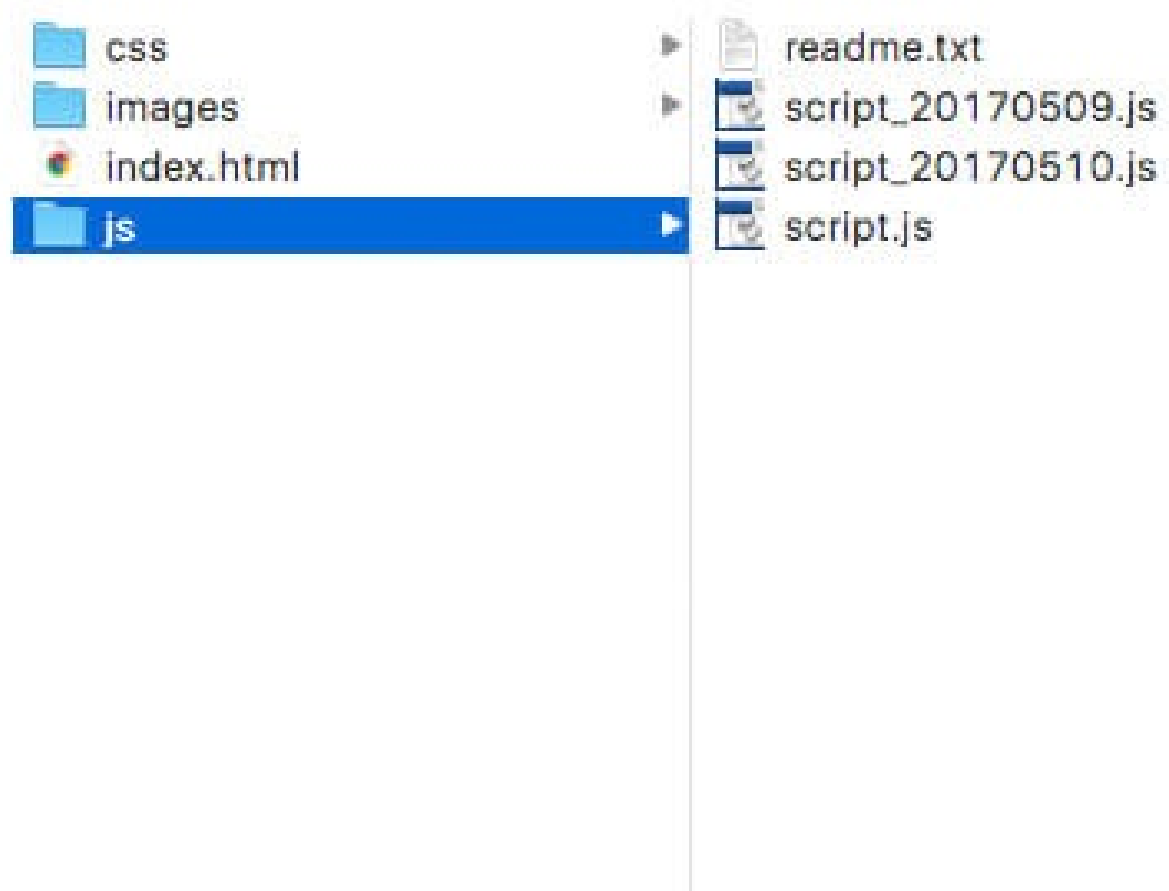 css
images
index.html
js
readme.txt
script_20170509.js
script_20170510.js
script.js